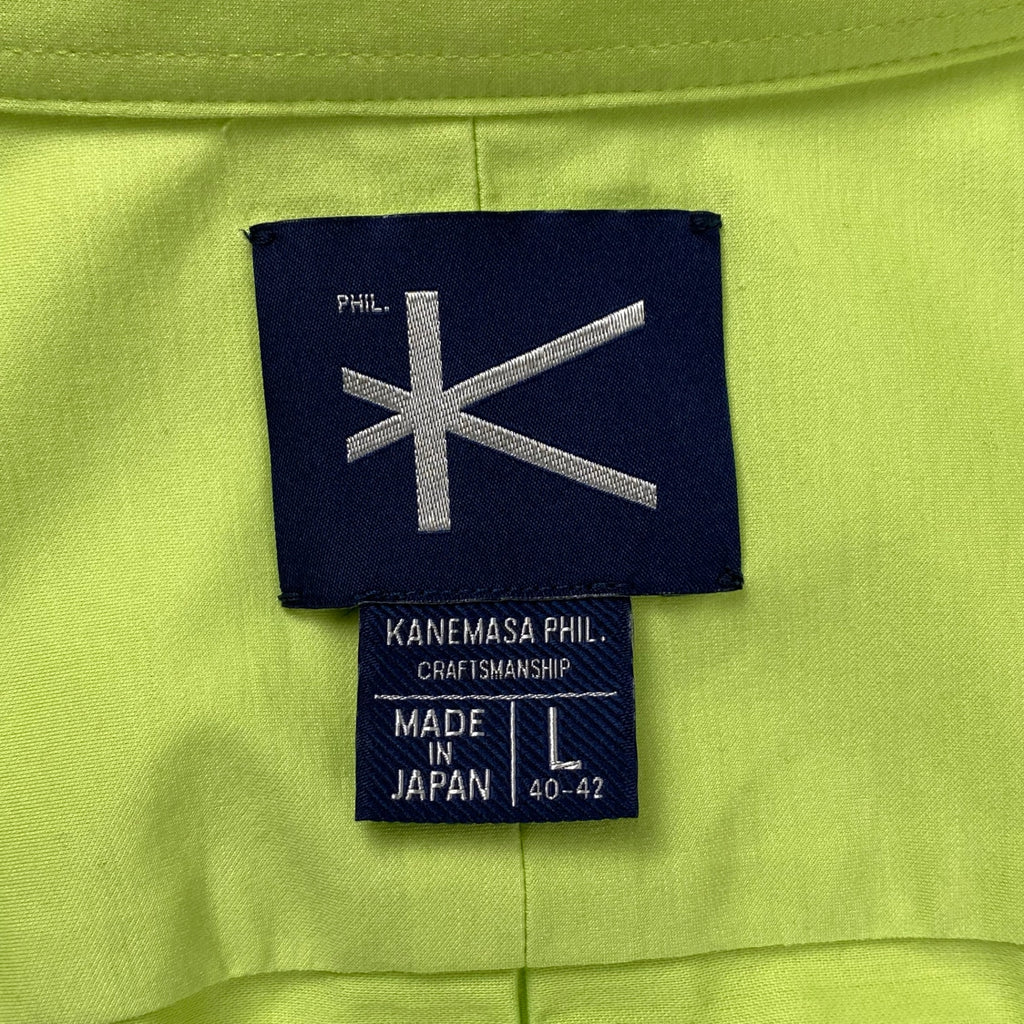 PHIL.
KANEMASA PHIL.
CRAFTSMANSHIP
MADE
IN
JAPAN
L
40-42